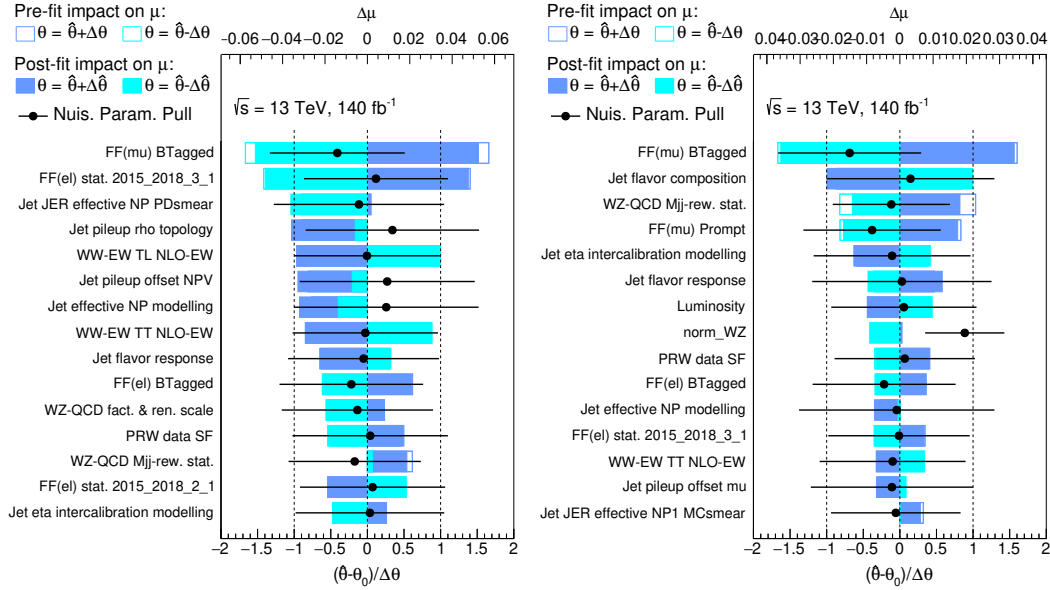 Pre-fit impact on μ:
θ = θ̂+Δθ θ = θ̂-Δθ
Post-fit impact on μ:
θ = θ̂+Δθ̂ θ = θ̂-Δθ̂
Nuis. Param. Pull
Δμ
−0.06 −0.04 −0.02 0 0.02 0.04 0.06
√s = 13 TeV, 140 fb⁻¹
FF(mu) BTagged
FF(el) stat. 2015_2018_3_1
Jet JER effective NP PDsmear
Jet pileup rho topology
WW-EW TL NLO-EW
Jet pileup offset NPV
Jet effective NP modelling
WW-EW TT NLO-EW
Jet flavor response
FF(el) BTagged
WZ-QCD fact. & ren. scale
PRW data SF
WZ-QCD Mjj-rew. stat.
FF(el) stat. 2015_2018_2_1
Jet eta intercalibration modelling
−2 −1.5 −1 −0.5 0 0.5 1 1.5 2
(θ̂-θ₀)/Δθ
Pre-fit impact on μ:
θ = θ̂+Δθ θ = θ̂-Δθ
Post-fit impact on μ:
θ = θ̂+Δθ̂ θ = θ̂-Δθ̂
Nuis. Param. Pull
Δμ
−0.04 −0.03 −0.02 −0.01 0 0.01 0.02 0.03 0.04
√s = 13 TeV, 140 fb⁻¹
FF(mu) BTagged
Jet flavor composition
WZ-QCD Mjj-rew. stat.
FF(mu) Prompt
Jet eta intercalibration modelling
Jet flavor response
Luminosity
norm_WZ
PRW data SF
FF(el) BTagged
Jet effective NP modelling
FF(el) stat. 2015_2018_3_1
WW-EW TT NLO-EW
Jet pileup offset mu
Jet JER effective NP1 MCsmear
−2 −1.5 −1 −0.5 0 0.5 1 1.5 2
(θ̂-θ₀)/Δθ